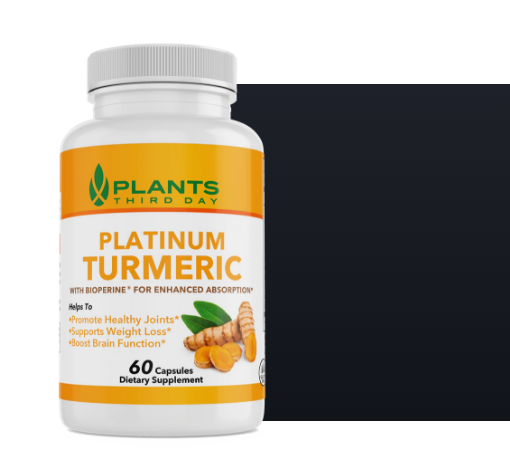 PLANTS
THIRD DAY
PLATINUM
TURMERIC
WITH BIOPERINE® FOR ENHANCED ABSORPTION*
Helps To
•Promote Healthy Joints*
•Supports Weight Loss*
•Boost Brain Function*
60 Capsules
Dietary Supplement